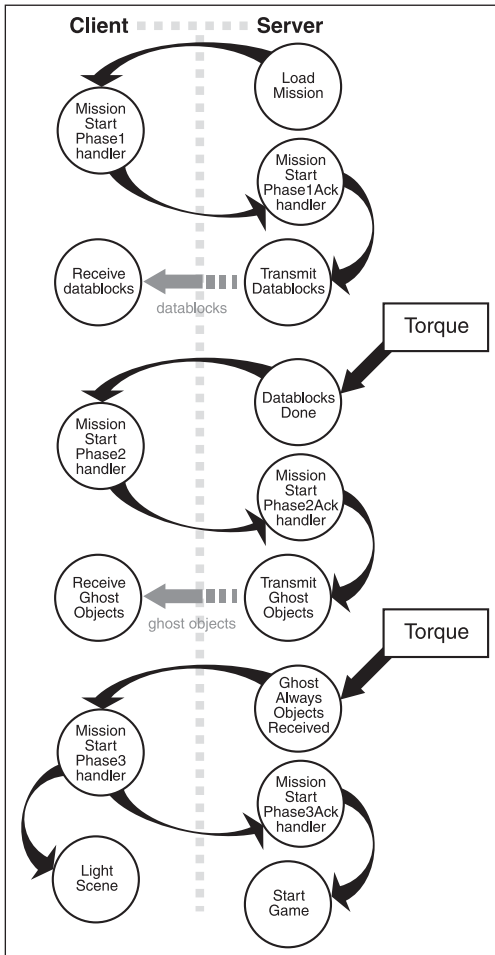 Client
Server
Load
Mission
Mission
Start
Phase1
handler
Mission
Start
Phase1Ack
handler
Receive
datablocks
datablocks
Transmit
Datablocks
Torque
Datablocks
Done
Mission
Start
Phase2
handler
Mission
Start
Phase2Ack
handler
Receive
Ghost
Objects
ghost objects
Transmit
Ghost
Objects
Torque
Ghost
Always
Objects
Received
Mission
Start
Phase3
handler
Mission
Start
Phase3Ack
handler
Light
Scene
Start
Game